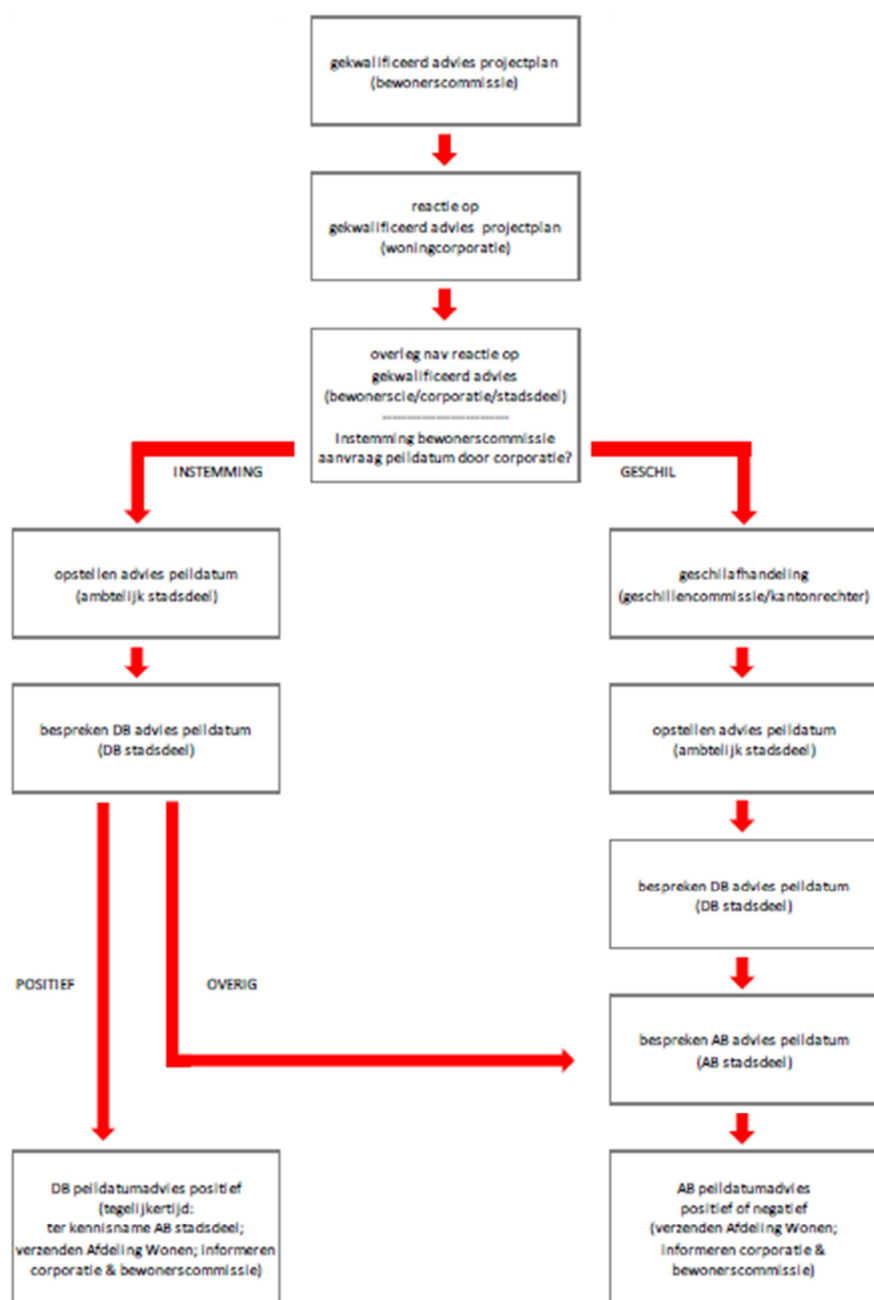 gekwalificeerd advies projectplan
(bewonerscommissie)
reactie op
gekwalificeerd advies projectplan
(woningcorporatie)
overleg nav reactie op
gekwalificeerd advies
(bewonerscie/corporatie/stadsdeel)
---------------------------
Instemming bewonerscommissie
aanvraag peildatum door corporatie?
INSTEMMING
GESCHIL
opstellen advies peildatum
(ambtelijk stadsdeel)
geschilafhandeling
(geschillencommissie/kantonrechter)
bespreken DB advies peildatum
(DB stadsdeel)
opstellen advies peildatum
(ambtelijk stadsdeel)
bespreken DB advies peildatum
(DB stadsdeel)
POSITIEF
OVERIG
bespreken AB advies peildatum
(AB stadsdeel)
DB peildatumadvies positief
(tegelijkertijd:
ter kennisname AB stadsdeel;
verzenden Afdeling Wonen; informeren
corporatie & bewonerscommissie)
AB peildatumadvies
positief of negatief
(verzenden Afdeling Wonen;
informeren corporatie &
bewonerscommissie)